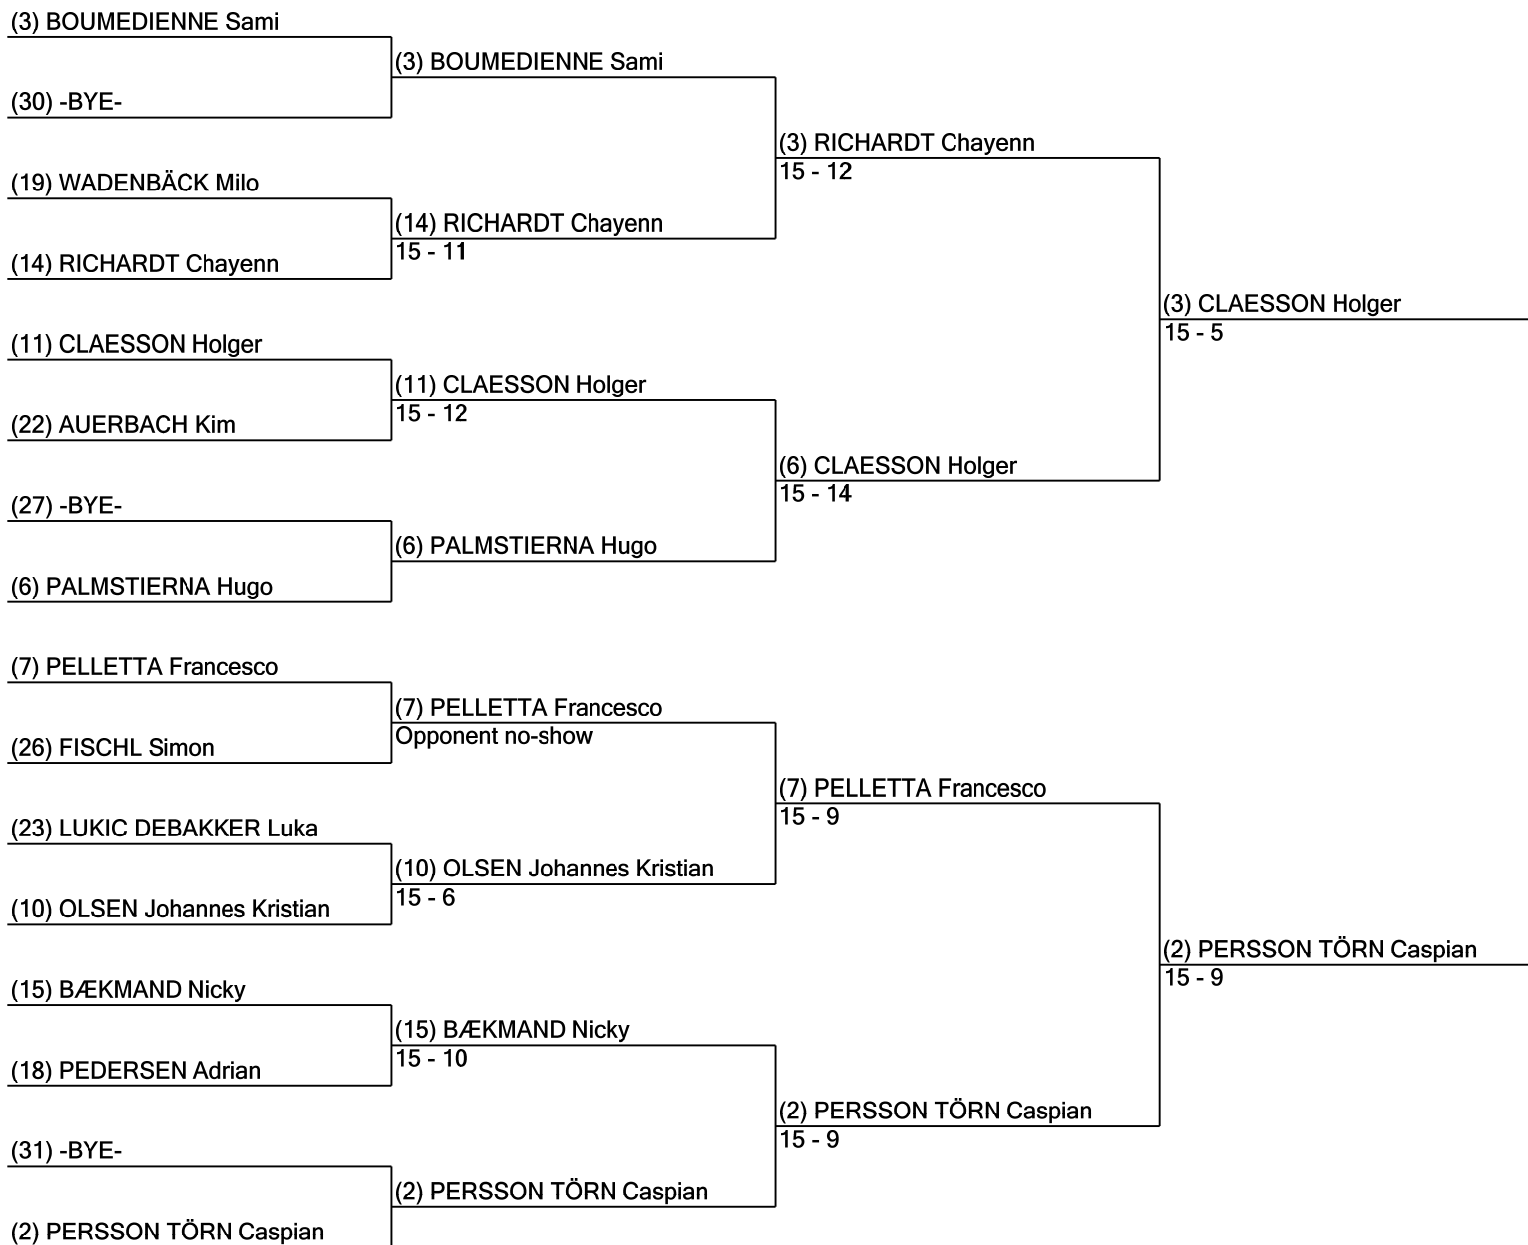 (3) BOUMEDIENNE Sami
(3) BOUMEDIENNE Sami
(30) -BYE-
(3) RICHARDT Chayenn
15 - 12
(19) WADENBÄCK Milo
(14) RICHARDT Chayenn
15 - 11
(14) RICHARDT Chayenn
(3) CLAESSON Holger
15 - 5
(11) CLAESSON Holger
(11) CLAESSON Holger
15 - 12
(22) AUERBACH Kim
(6) CLAESSON Holger
15 - 14
(27) -BYE-
(6) PALMSTIERNA Hugo
(6) PALMSTIERNA Hugo
(7) PELLETTA Francesco
(7) PELLETTA Francesco
Opponent no-show
(26) FISCHL Simon
(7) PELLETTA Francesco
15 - 9
(23) LUKIC DEBAKKER Luka
(10) OLSEN Johannes Kristian
15 - 6
(10) OLSEN Johannes Kristian
(2) PERSSON TÖRN Caspian
15 - 9
(15) BÆKMAND Nicky
(15) BÆKMAND Nicky
15 - 10
(18) PEDERSEN Adrian
(2) PERSSON TÖRN Caspian
15 - 9
(31) -BYE-
(2) PERSSON TÖRN Caspian
(2) PERSSON TÖRN Caspian